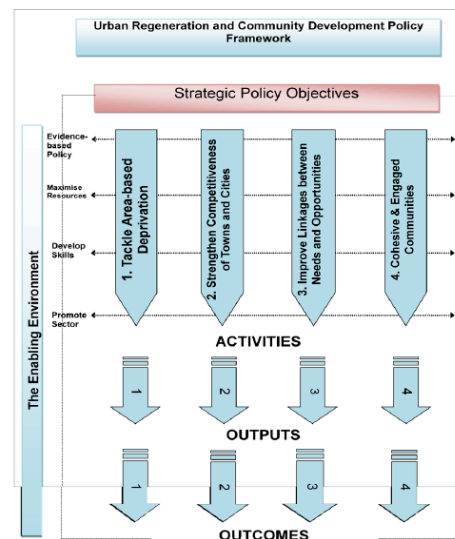 Urban Regeneration and Community Development Policy
Framework
Strategic Policy Objectives
The Enabling Environment
Evidence-
based
Policy
Maximise
Resources
Develop
Skills
Promote
Sector
1. Tackle Area-based
Deprivation
2. Strengthen Competitiveness
of Towns and Cities
3. Improve Linkages between
Needs and Opportunities
4. Cohesive & Engaged
Communities
ACTIVITIES
1
2
3
4
OUTPUTS
1
2
3
4
OUTCOMES